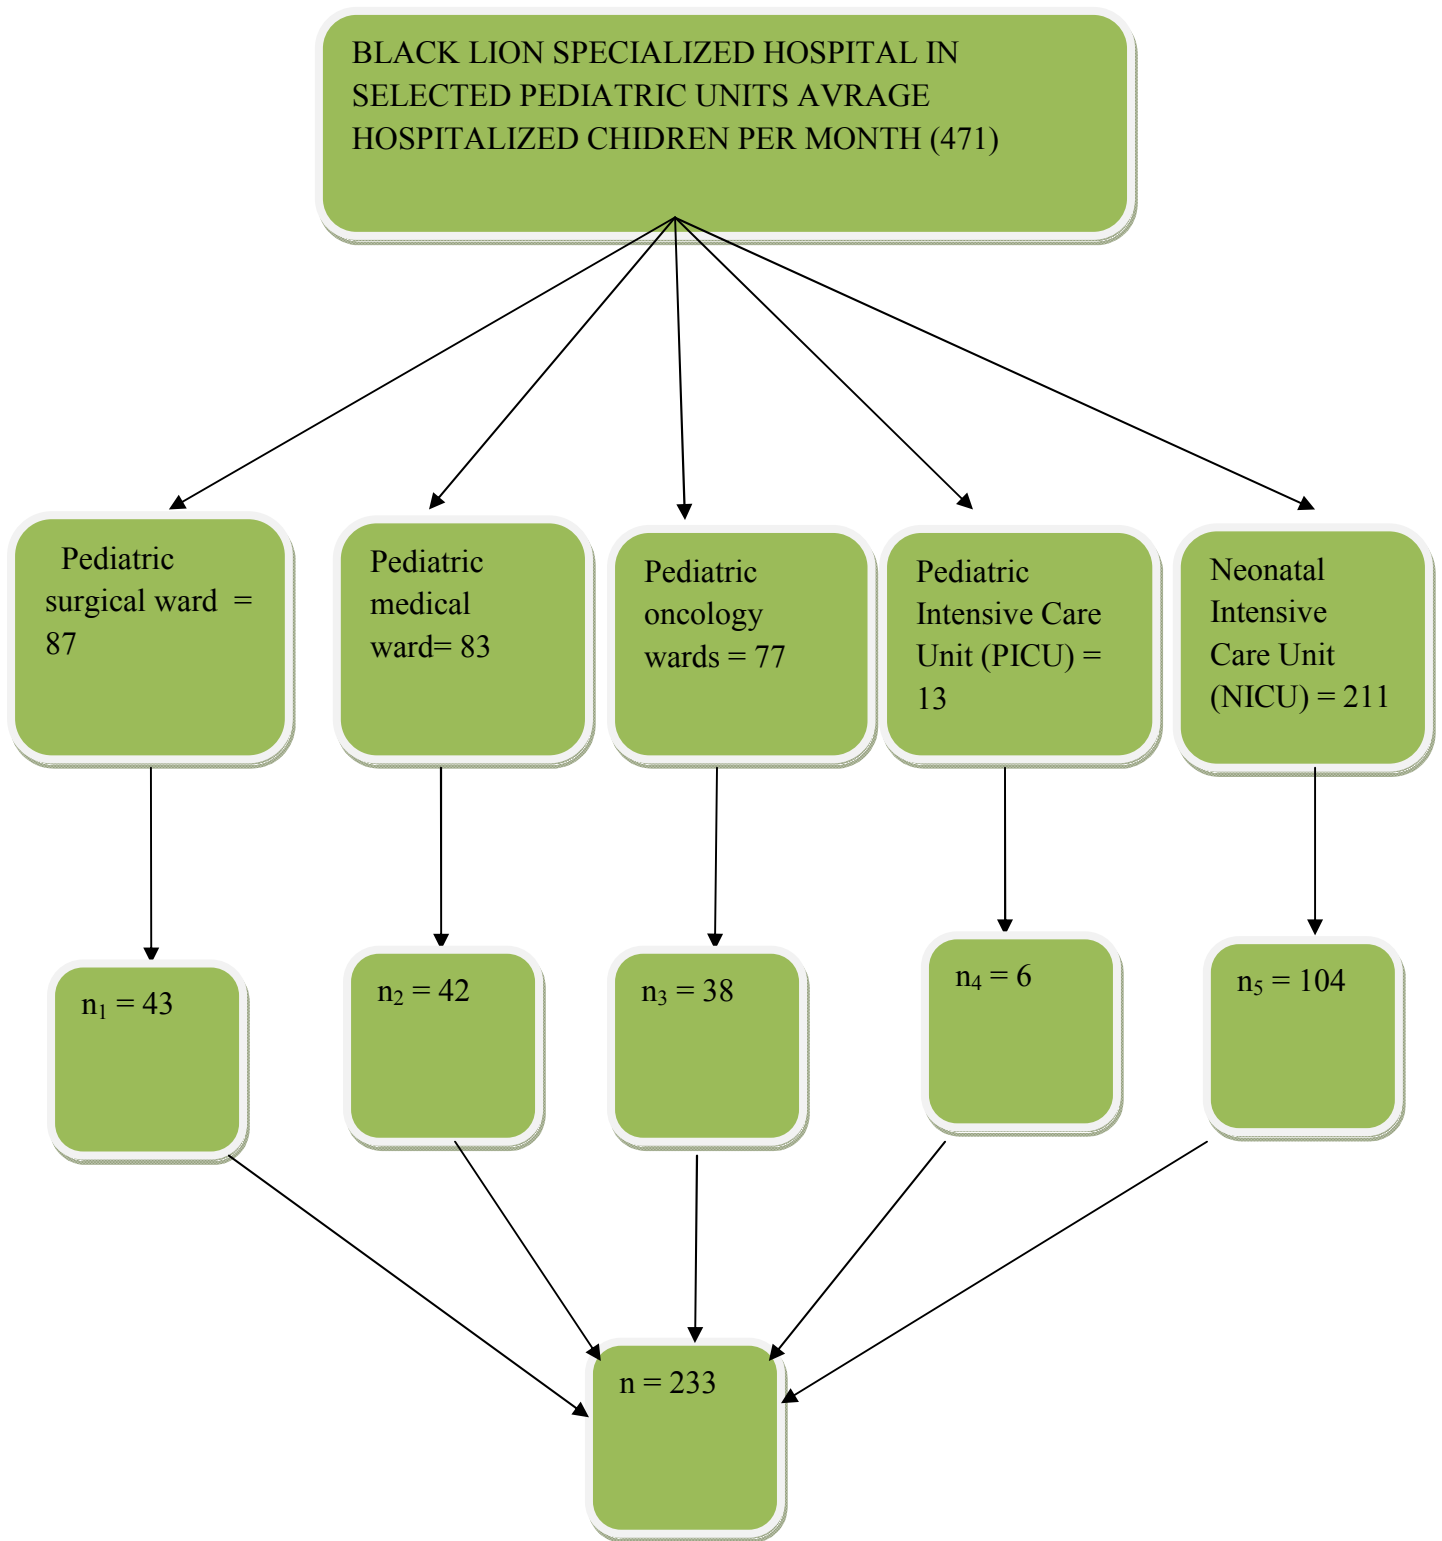 BLACK LION SPECIALIZED HOSPITAL IN
SELECTED PEDIATRIC UNITS AVRAGE
HOSPITALIZED CHIDREN PER MONTH (471)
Pediatric
surgical ward =
87
Pediatric
medical
ward= 83
Pediatric
oncology
wards = 77
Pediatric
Intensive Care
Unit (PICU) =
13
Neonatal
Intensive
Care Unit
(NICU) = 211
n₁ = 43
n₂ = 42
n₃ = 38
n₄ = 6
n₅ = 104
n = 233